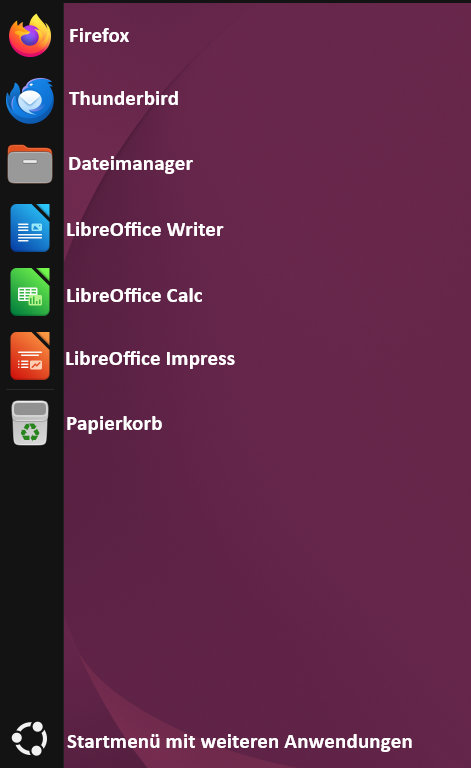 Firefox
Thunderbird
Dateimanager
LibreOffice Writer
LibreOffice Calc
LibreOffice Impress
Papierkorb
Startmenü mit weiteren Anwendungen